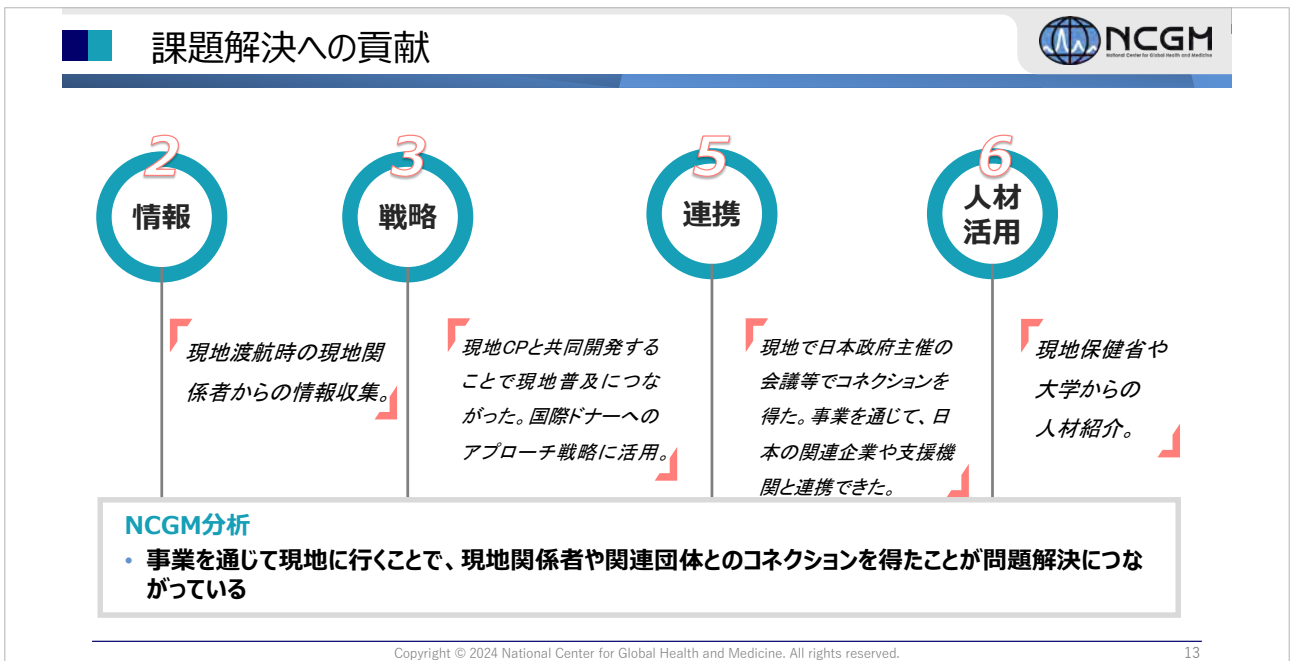 課題解決への貢献
NCGM
National Center for Global Health and Medicine
2
情報
現地渡航時の現地関
係者からの情報収集。
3
戦略
現地CPと共同開発する
ことで現地普及につな
がった。国際ドナーへの
アプローチ戦略に活用。
5
連携
現地で日本政府主催の
会議等でコネクションを
得た。事業を通じて、日
本の関連企業や支援機
関と連携できた。
6
人材
活用
現地保健省や
大学からの
人材紹介。
NCGM分析
• 事業を通じて現地に行くことで、現地関係者や関連団体とのコネクションを得たことが問題解決につな
がっている
Copyright © 2024 National Center for Global Health and Medicine. All rights reserved.
13